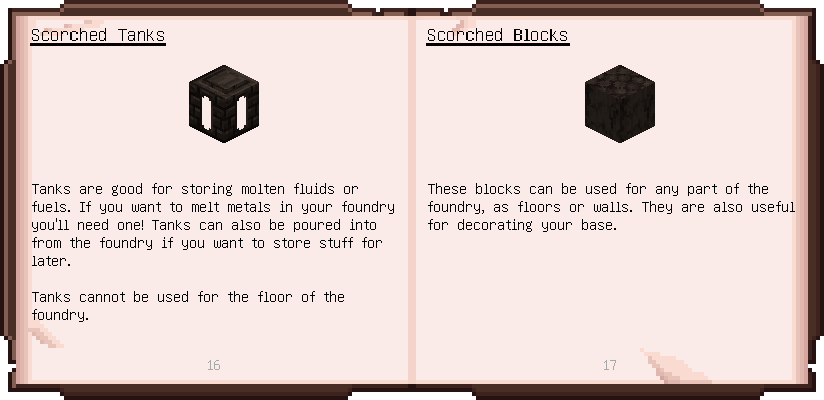 Scorched Tanks
Tanks are good for storing molten fluids or
fuels. If you want to melt metals in your foundry
you'll need one! Tanks can also be poured into
from the foundry if you want to store stuff for
later.
Tanks cannot be used for the floor of the
foundry.
16
Scorched Blocks
These blocks can be used for any part of the
foundry, as floors or walls. They are also useful
for decorating your base.
17